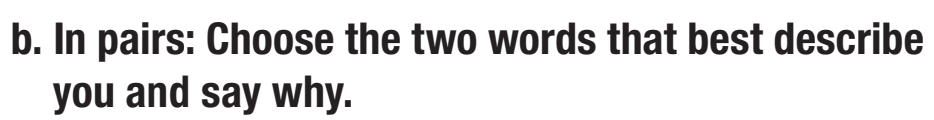 b. In pairs: Choose the two words that best describe
you and say why.